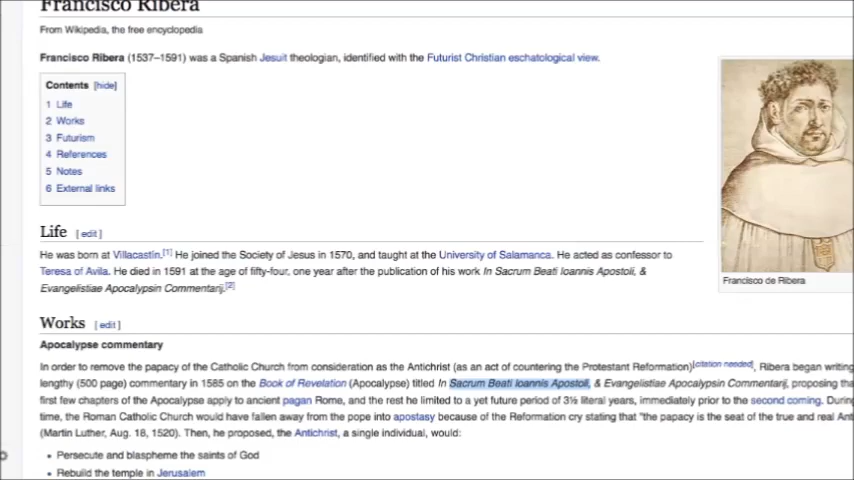 Francisco Ribera
From Wikipedia, the free encyclopedia
Francisco Ribera (1537–1591) was a Spanish Jesuit theologian, identified with the Futurist Christian eschatological view.
Contents [hide]
1 Life
2 Works
3 Futurism
4 References
5 Notes
6 External links
Francisco de Ribera
Life [ edit ]
He was born at Villacastín.[1] He joined the Society of Jesus in 1570, and taught at the University of Salamanca. He acted as confessor to
Teresa of Avila. He died in 1591 at the age of fifty-four, one year after the publication of his work In Sacrum Beati Ioannis Apostoli, &
Evangelistiae Apocalypsin Commentarij.[2]
Works [ edit ]
Apocalypse commentary
In order to remove the papacy of the Catholic Church from consideration as the Antichrist (as an act of countering the Protestant Reformation)[citation needed], Ribera began writing
lengthy (500 page) commentary in 1585 on the Book of Revelation (Apocalypse) titled In Sacrum Beati Ioannis Apostoli, & Evangelistiae Apocalypsin Commentarij, proposing tha
first few chapters of the Apocalypse apply to ancient pagan Rome, and the rest he limited to a yet future period of 3½ literal years, immediately prior to the second coming. Durin
time, the Roman Catholic Church would have fallen away from the pope into apostasy because of the Reformation cry stating that "the papacy is the seat of the true and real Ant
(Martin Luther, Aug. 18, 1520). Then, he proposed, the Antichrist, a single individual, would:
• Persecute and blaspheme the saints of God
• Rebuild the temple in Jerusalem